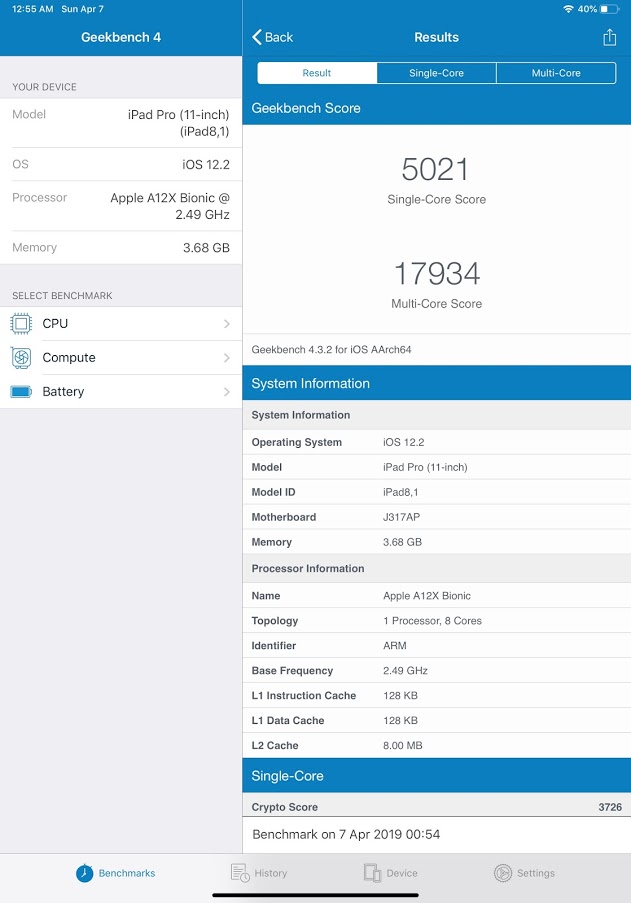 12:55 AM Sun Apr 7
40%
Geekbench 4
Back
Results
Result
Single-Core
Multi-Core
YOUR DEVICE
Model
iPad Pro (11-inch)
(iPad8,1)
OS
iOS 12.2
Processor
Apple A12X Bionic @
2.49 GHz
Memory
3.68 GB
SELECT BENCHMARK
CPU
Compute
Battery
Geekbench Score
5021
Single-Core Score
17934
Multi-Core Score
Geekbench 4.3.2 for iOS AArch64
System Information
System Information
Operating System iOS 12.2
Model iPad Pro (11-inch)
Model ID iPad8,1
Motherboard J317AP
Memory 3.68 GB
Processor Information
Name Apple A12X Bionic
Topology 1 Processor, 8 Cores
Identifier ARM
Base Frequency 2.49 GHz
L1 Instruction Cache 128 KB
L1 Data Cache 128 KB
L2 Cache 8.00 MB
Single-Core
Crypto Score 3726
Benchmark on 7 Apr 2019 00:54
Benchmarks
History
Device
Settings